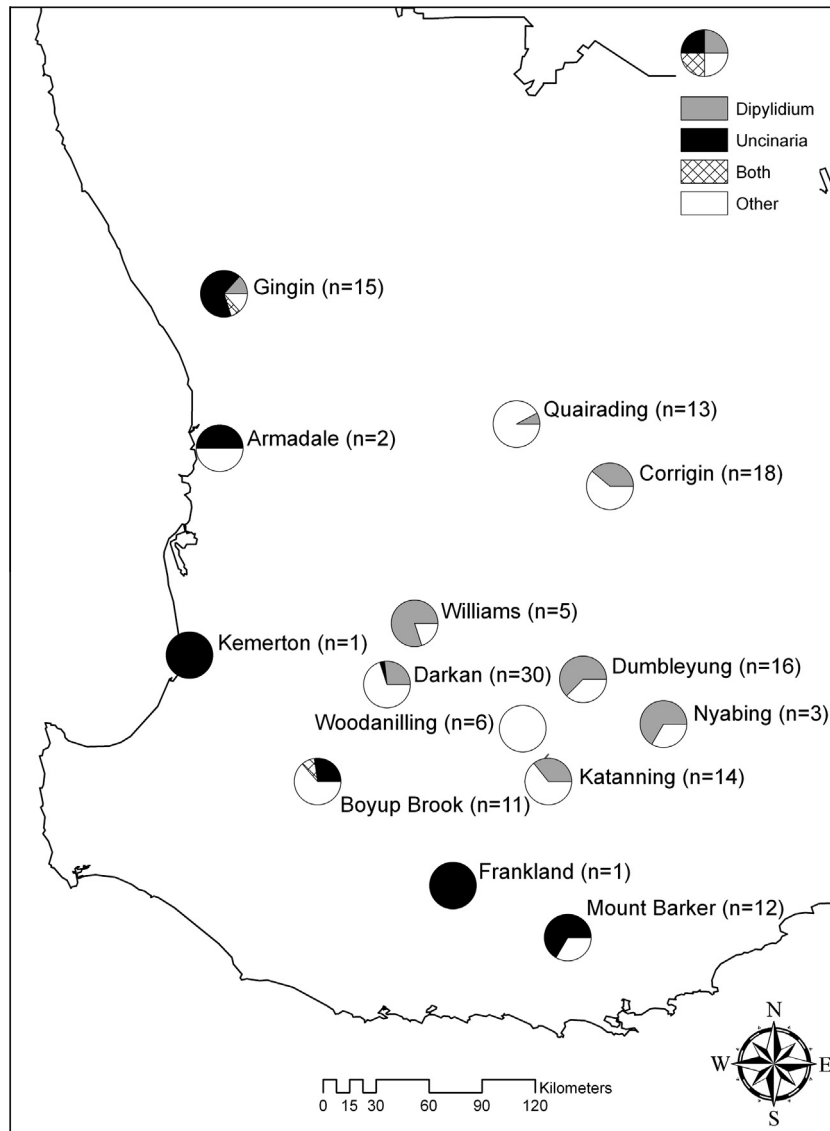 Dipylidium
Uncinaria
Both
Other
Gingin (n=15)
Quairading (n=13)
Armadale (n=2)
Corrigin (n=18)
Williams (n=5)
Kemerton (n=1)
Darkan (n=30)
Dumbleyung (n=16)
Nyabing (n=3)
Woodanilling (n=6)
Katanning (n=14)
Boyup Brook (n=11)
Frankland (n=1)
Mount Barker (n=12)
N
W E
S
Kilometers
0 15 30 60 90 120